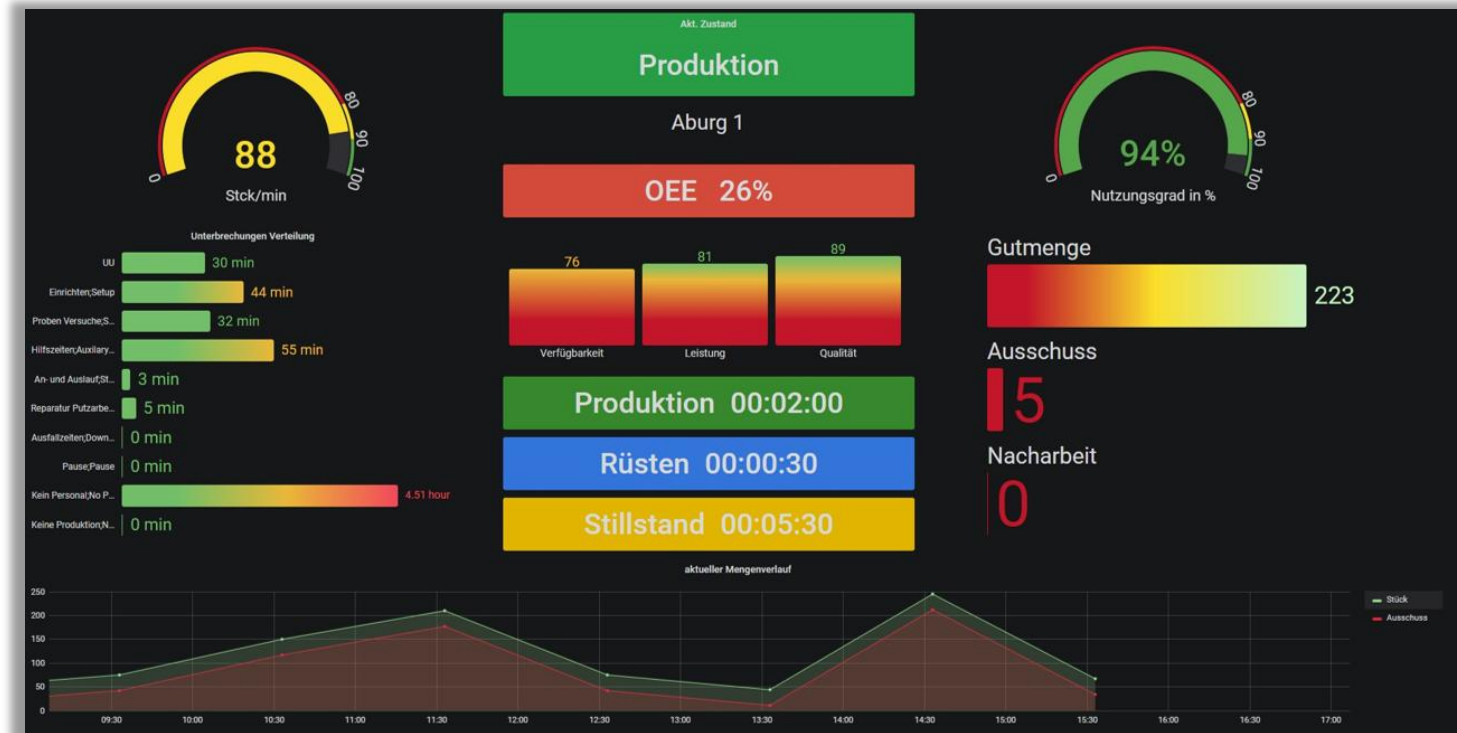 88
Stck/min
0
80
90
100
Akt. Zustand
Produktion
Aburg 1
OEE 26%
94%
Nutzungsgrad in %
0
80
90
100
Unterbrechungen Verteilung
UU
30 min
Einrichten;Setup
44 min
Proben Versuche;S...
32 min
Hilfszeiten;Auxilary...
55 min
An- und Auslauf;St...
3 min
Reparatur Putzarbe...
5 min
Ausfallzeiten;Down...
0 min
Pause;Pause
0 min
Kein Personal;No P...
4.51 hour
Keine Produktion;N...
0 min
76
81
89
Verfügbarkeit
Leistung
Qualität
Produktion 00:02:00
Rüsten 00:00:30
Stillstand 00:05:30
Gutmenge
223
Ausschuss
5
Nacharbeit
0
aktueller Mengenverlauf
250
200
150
100
50
0
09:30 10:00 10:30 11:00 11:30 12:00 12:30 13:00 13:30 14:00 14:30 15:00 15:30 16:00 16:30 17:00
Stück
Ausschuss